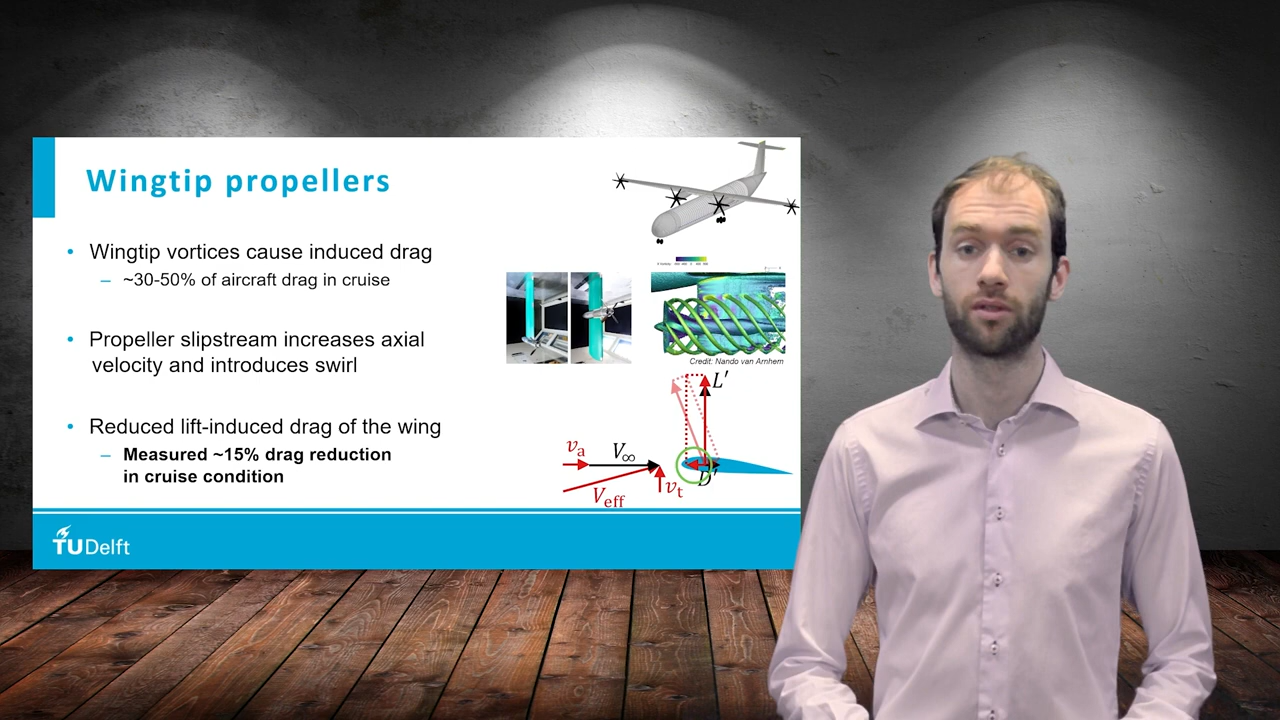 Wingtip propellers
• Wingtip vortices cause induced drag
– ~30-50% of aircraft drag in cruise
• Propeller slipstream increases axial
velocity and introduces swirl
• Reduced lift-induced drag of the wing
– Measured ~15% drag reduction
in cruise condition
Credit: Nando van Arnhem
L'
va
V∞
D'
vt
Veff
TUDelft